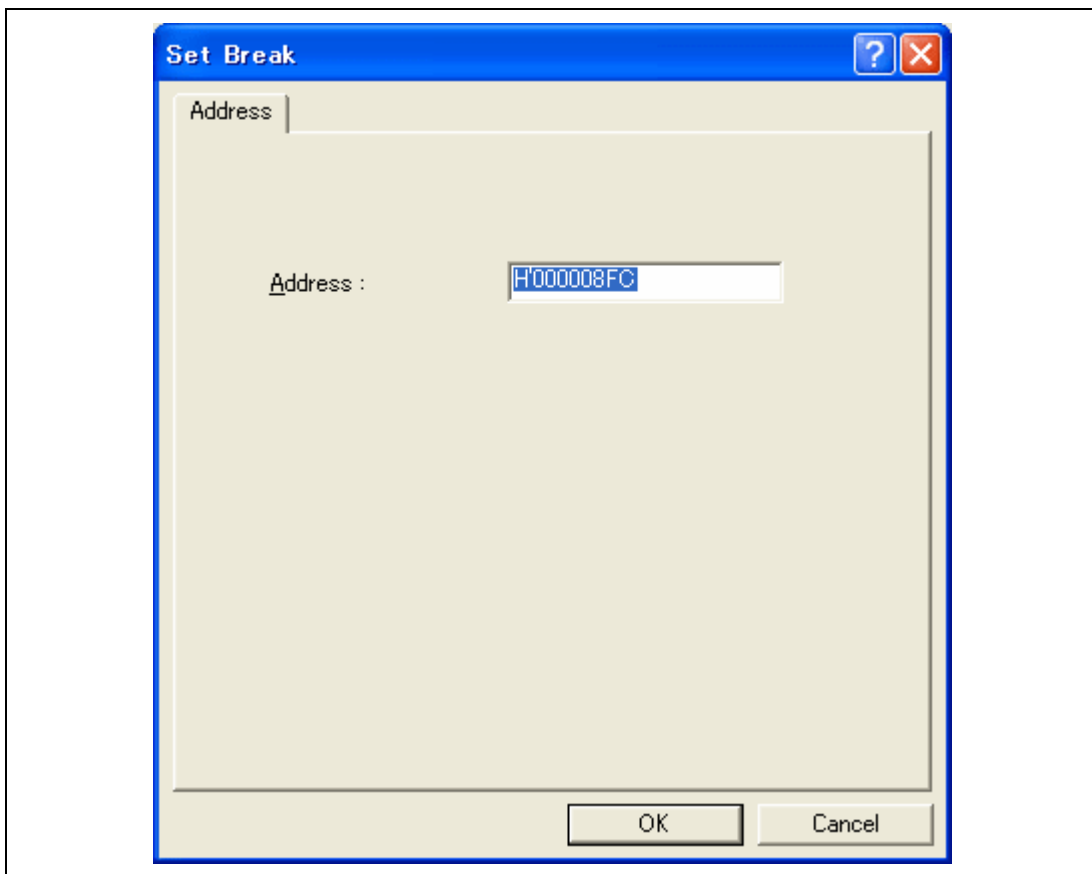 Set Break
?
Address
Address :
H'000008FC
OK
Cancel